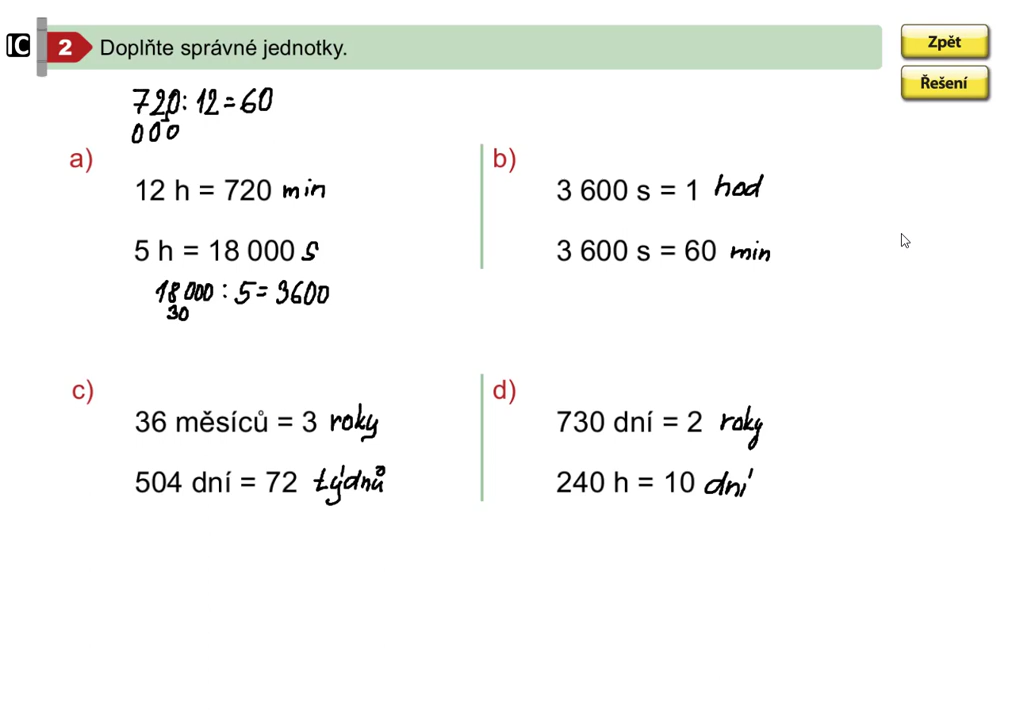 IC 2 Doplňte správné jednotky.
Zpět
Řešení
720:12=60
000
a)
12 h = 720 min
5 h = 18 000 s
18 000 : 5 = 3600
30
b)
3 600 s = 1 hod
3 600 s = 60 min
c)
36 měsíců = 3 roky
504 dní = 72 týdnů
d)
730 dní = 2 roky
240 h = 10 dní